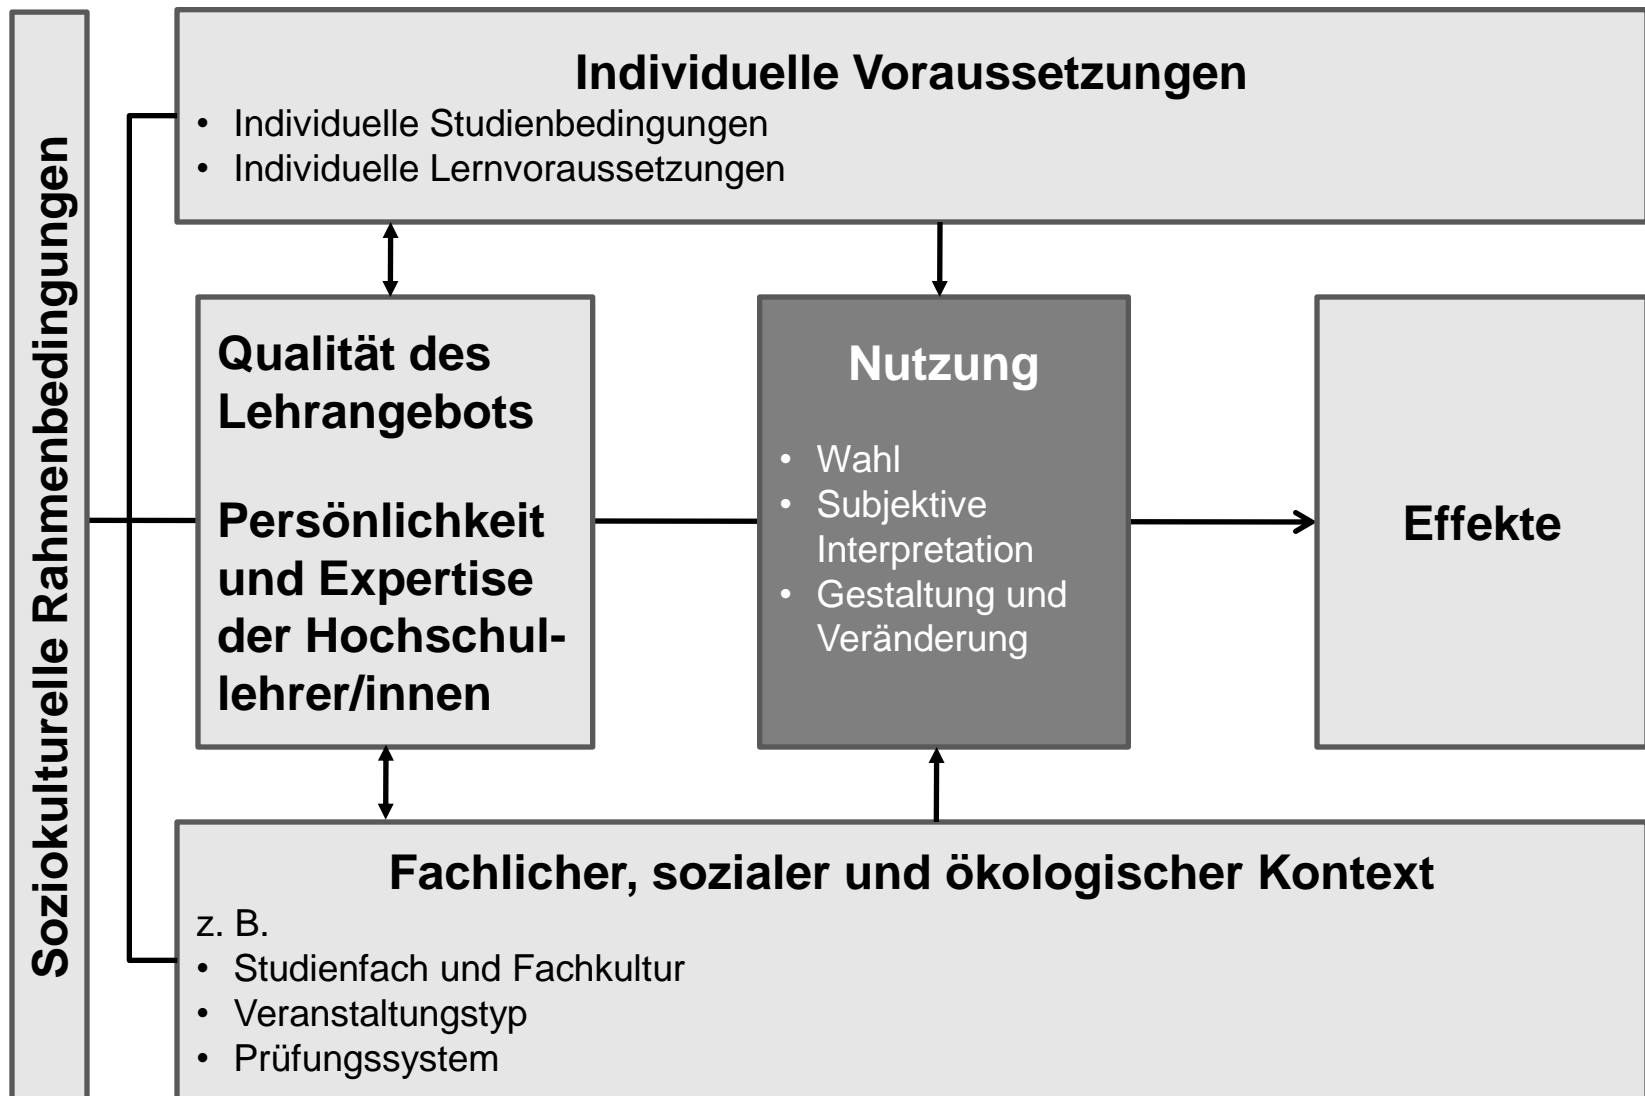 Soziokulturelle Rahmenbedingungen
Individuelle Voraussetzungen
• Individuelle Studienbedingungen
• Individuelle Lernvoraussetzungen
Qualität des
Lehrangebots
Persönlichkeit
und Expertise
der Hochschul-
lehrer/innen
Nutzung
• Wahl
• Subjektive
Interpretation
• Gestaltung und
Veränderung
Effekte
Fachlicher, sozialer und ökologischer Kontext
z. B.
• Studienfach und Fachkultur
• Veranstaltungstyp
• Prüfungssystem